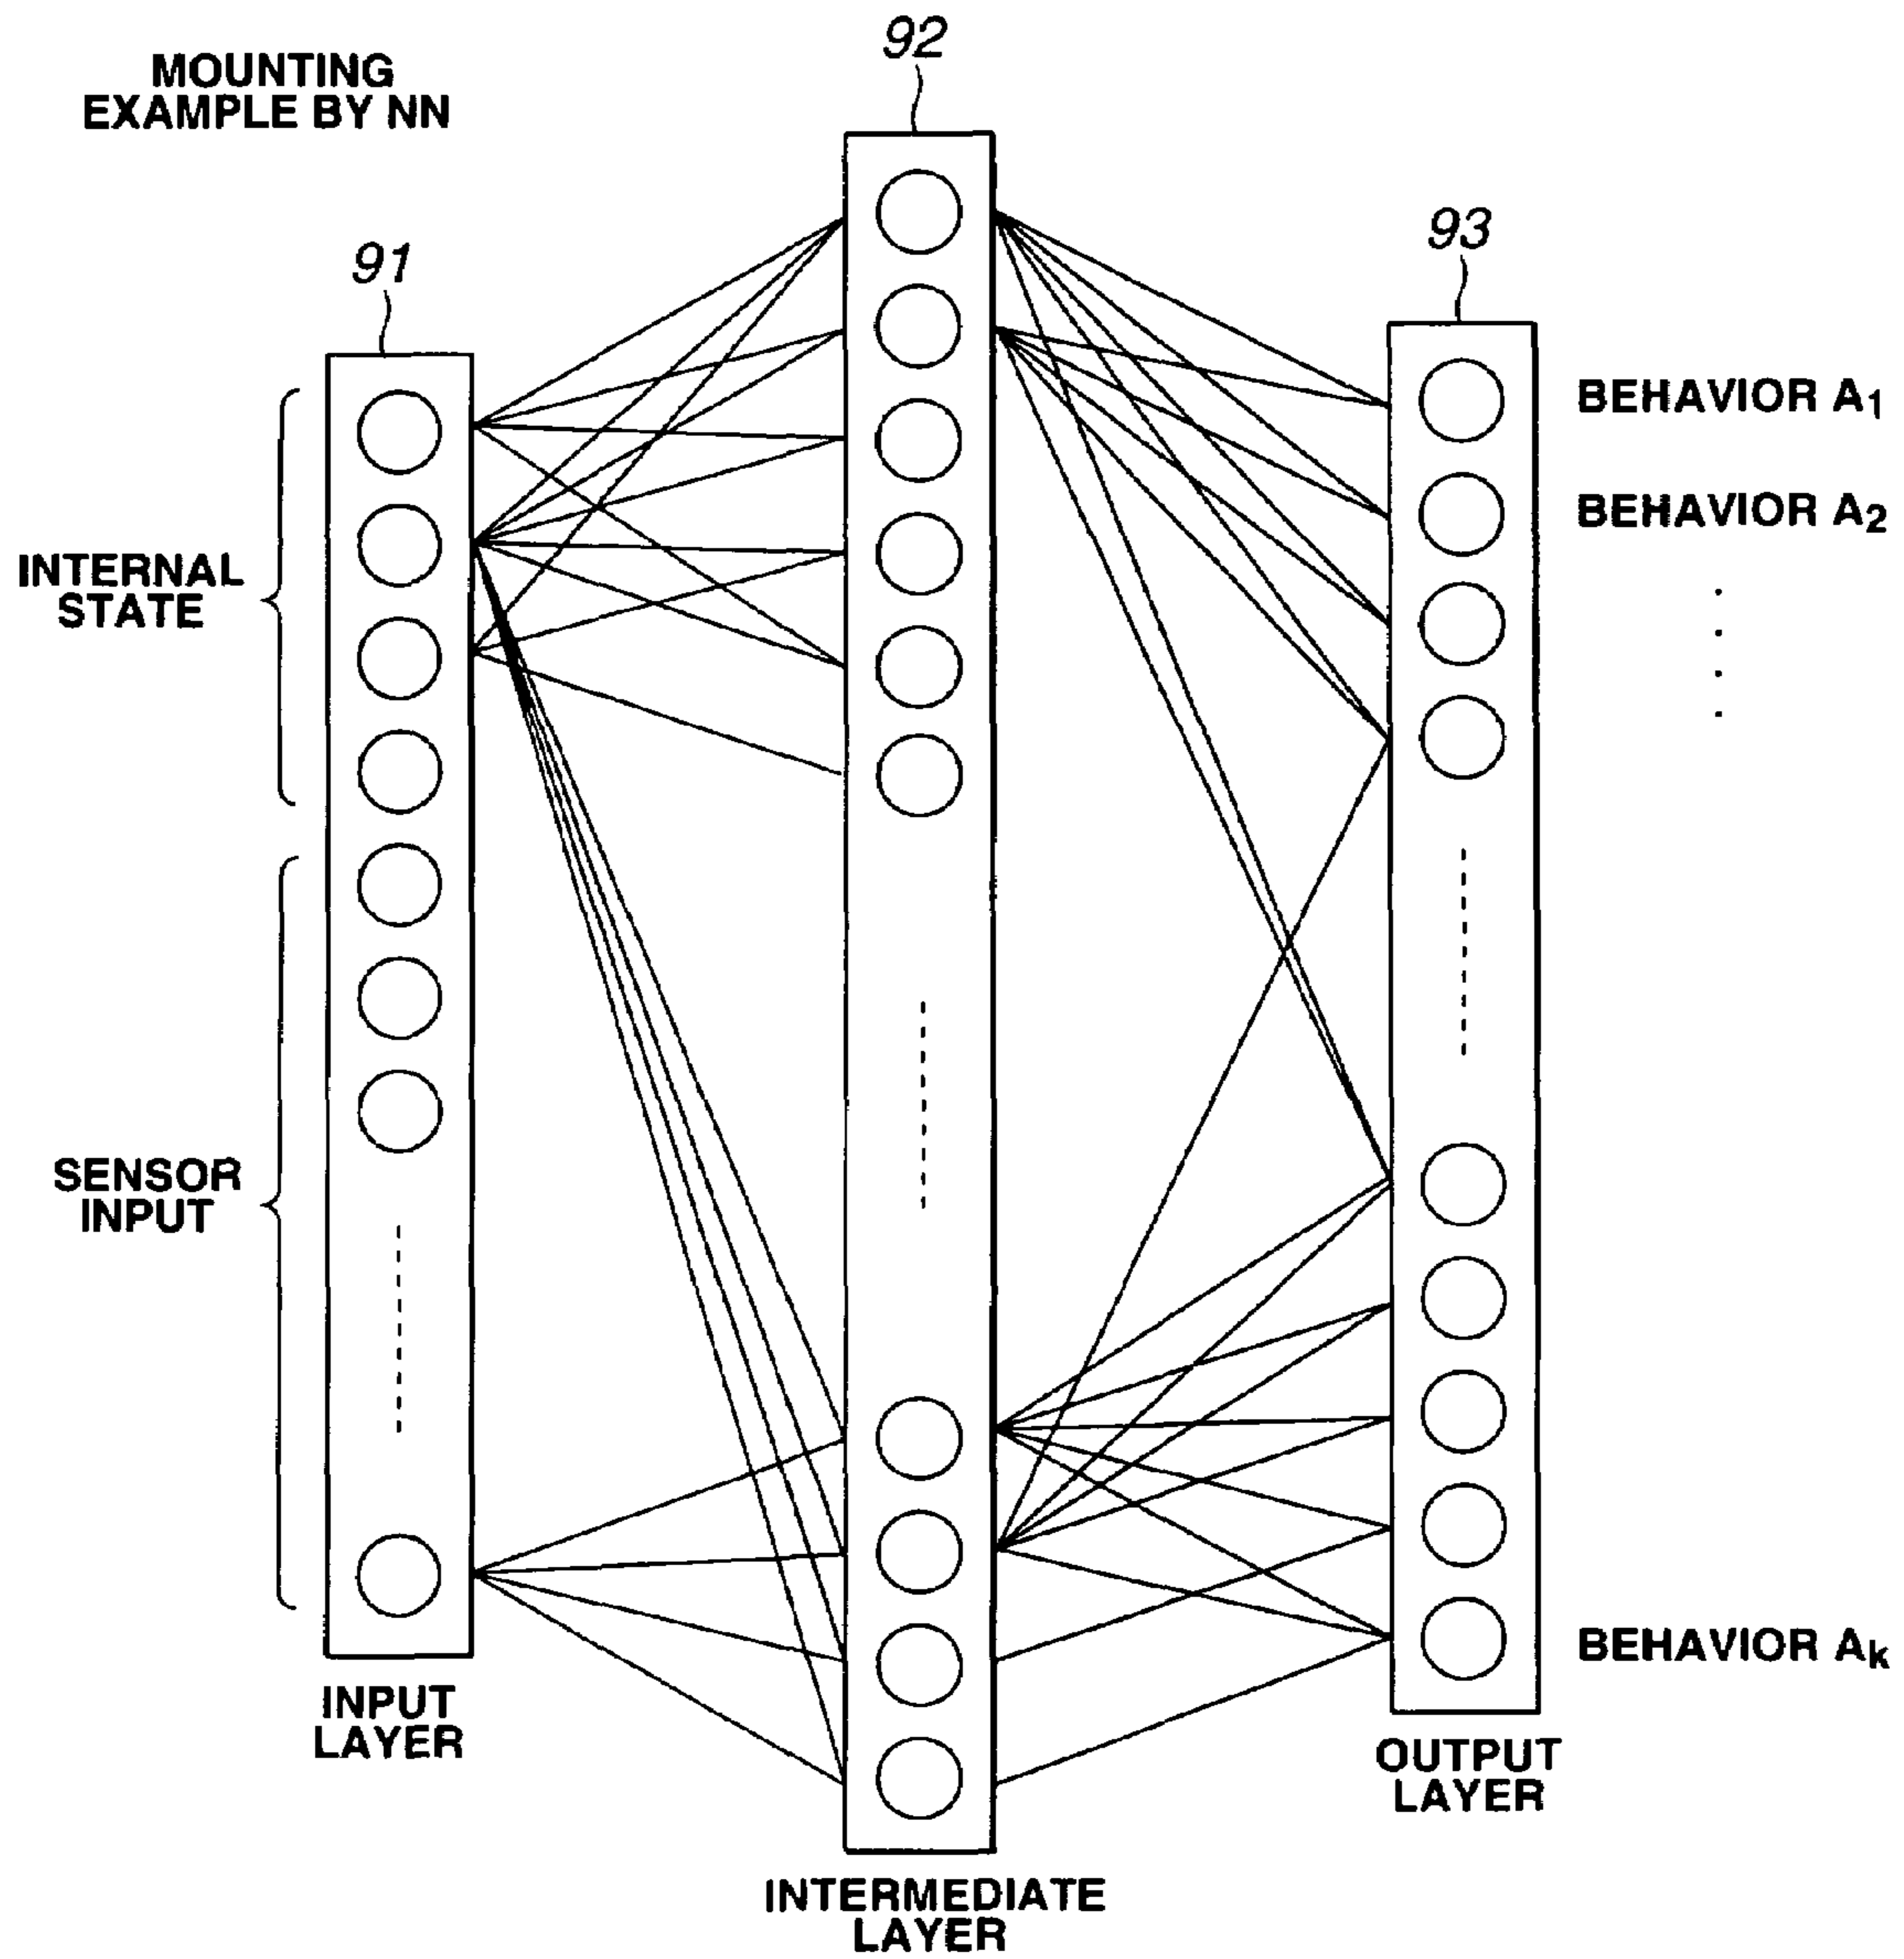 MOUNTING
EXAMPLE BY NN
92
91
93
INTERNAL
STATE
SENSOR
INPUT
BEHAVIOR A1
BEHAVIOR A2
BEHAVIOR Ak
INPUT
LAYER
INTERMEDIATE
LAYER
OUTPUT
LAYER